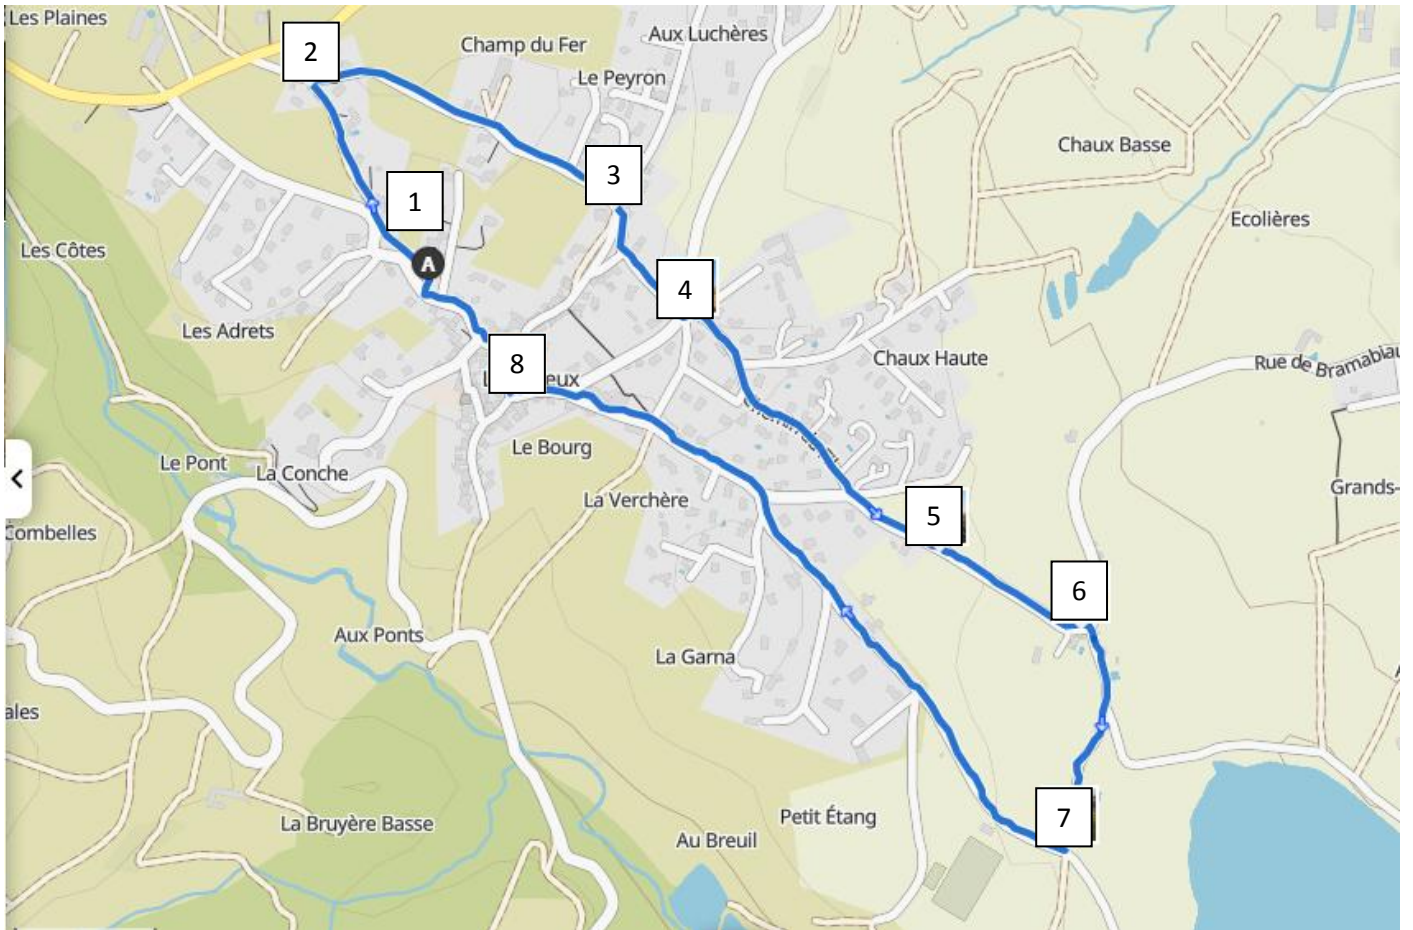 Les Plaines
2
Champ du Fer
Aux Luchères
Le Peyron
Chaux Basse
3
1
Ecolières
Les Côtes
A
4
Les Adrets
8
Chaux Haute
Rue de Bramabiau
Le Bourg
Le Pont
La Conche
La Verchère
Grands-
5
Combelles
6
Aux Ponts
La Garna
ales
7
Petit Étang
La Bruyère Basse
Au Breuil